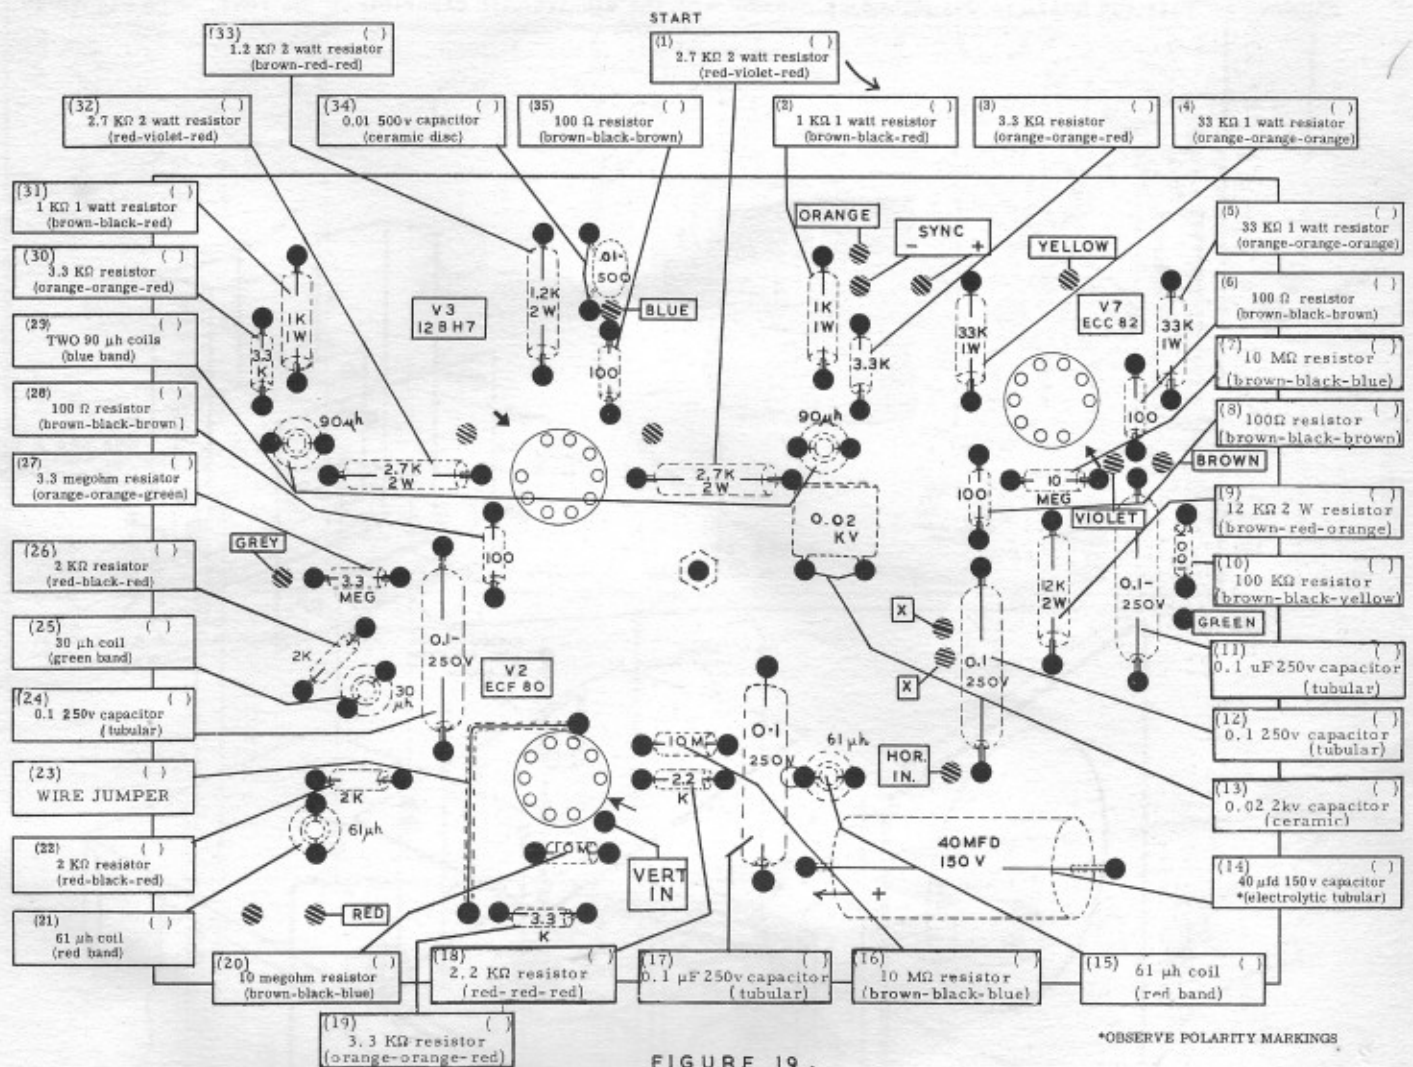 START
(33) ( )
1.2 KΩ 2 watt resistor
(brown-red-red)
(1) ( )
2.7 KΩ 2 watt resistor
(red-violet-red)
(32) ( )
2.7 KΩ 2 watt resistor
(red-violet-red)
(34) ( )
0.01 500v capacitor
(ceramic disc)
(35) ( )
100 Ω resistor
(brown-black-brown)
(2) ( )
1 KΩ 1 watt resistor
(brown-black-red)
(3) ( )
3.3 KΩ resistor
(orange-orange-red)
(4) ( )
33 KΩ 1 watt resistor
(orange-orange-orange)
(31) ( )
1 KΩ 1 watt resistor
(brown-black-red)
(30) ( )
3.3 KΩ resistor
(orange-orange-red)
(29) ( )
TWO 90 µh coils
(blue band)
(28) ( )
100 Ω resistor
(brown-black-brown)
(27) ( )
3.3 megohm resistor
(orange-orange-green)
(26) ( )
2 KΩ resistor
(red-black-red)
(25) ( )
30 µh coil
(green band)
(24) ( )
0.1 250v capacitor
(tubular)
(23) ( )
WIRE JUMPER
(22) ( )
2 KΩ resistor
(red-black-red)
(21) ( )
61 µh coil
(red band)
(5) ( )
33 KΩ 1 watt resistor
(orange-orange-orange)
(6) ( )
100 Ω resistor
(brown-black-brown)
(7) ( )
10 MΩ resistor
(brown-black-blue)
(8) ( )
100Ω resistor
(brown-black-brown)
(9) ( )
12 KΩ 2 W resistor
(brown-red-orange)
(10) ( )
100 KΩ resistor
(brown-black-yellow)
(11) ( )
0.1 uF 250v capacitor
(tubular)
(12) ( )
0.1 250v capacitor
(tubular)
(13) ( )
0.02 2kv capacitor
(ceramic)
(14) ( )
40 µfd 150v capacitor
*(electrolytic tubular)
ORANGE
SYNC
- +
YELLOW
V3
12BH7
1.2K
2W
.01-
500
BLUE
V7
ECC 82
1K
1W
3.3
K
1K
1W
3.3K
33K
1W
33K
1W
100
100
90µh
90µh
2.7K
2W
2.7K
2W
BROWN
10
MEG
VIOLET
100
0.02
KV
GREY
3.3
MEG
100
12K
2W
0.1-
250V
100K
GREEN
X
X
0.1-
250V
V2
ECF 80
2K
30
µh
0.1
250V
10M
0.1
250V
61µh
HOR.
IN.
2.2
K
2K
61µh
10M
VERT
IN
40MFD
150 V
+
RED
3.3
K
(20) ( )
10 megohm resistor
(brown-black-blue)
(18) ( )
2.2 KΩ resistor
(red-red-red)
(17) ( )
0.1 µF 250v capacitor
(tubular)
(16) ( )
10 MΩ resistor
(brown-black-blue)
(15) ( )
61 µh coil
(red band)
(19) ( )
3.3 KΩ resistor
(orange-orange-red)
*OBSERVE POLARITY MARKINGS
FIGURE 19.